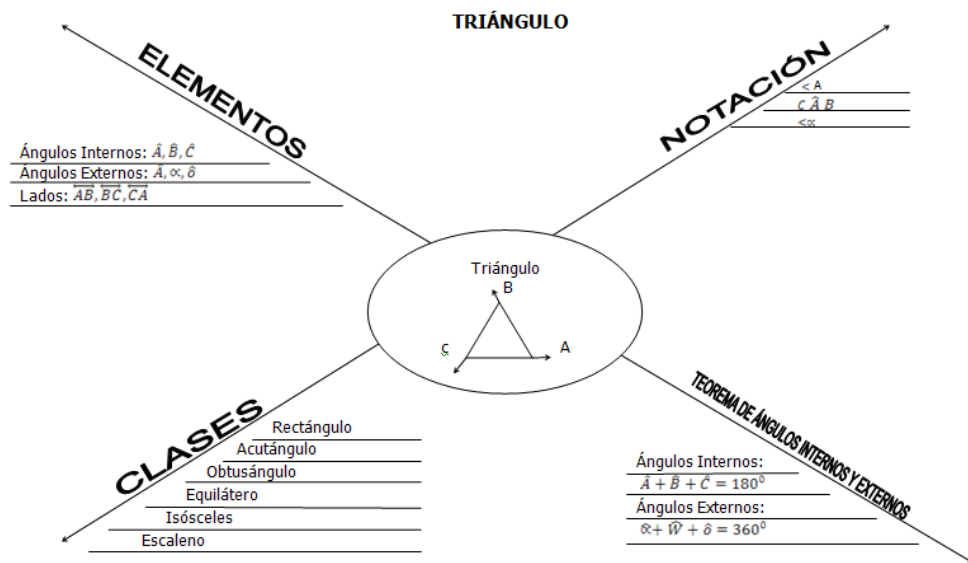 TRIÁNGULO
ELEMENTOS
Ángulos Internos: Â, B̂, Ĉ
Ángulos Externos: Â, ∝, ô
Lados: A͍B, BC, CA
NOTACIÓN
< A
C Â B
<∝
Triángulo
B
C
A
CLASES
Rectángulo
Acutángulo
Obtusángulo
Equilátero
Isósceles
Escaleno
TEOREMA DE ÁNGULOS INTERNOS Y EXTERNOS
Ángulos Internos:
Â + B̂ + Ĉ = 180⁰
Ángulos Externos:
∝̂ + Ŵ + ô = 360⁰